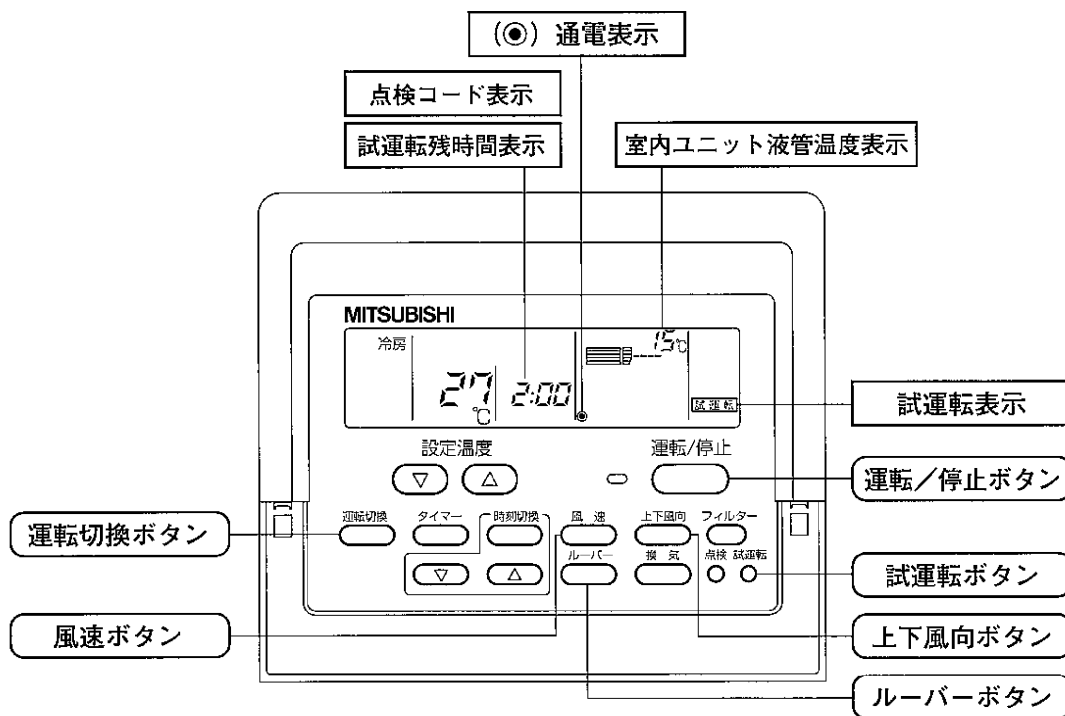 (◉) 通電表示
点検コード表示
試運転残時間表示
室内ユニット液管温度表示
MITSUBISHI
冷房
27℃
2:00
15℃
試運転
試運転表示
設定温度
運転/停止
▽ △
運転/停止ボタン
運転切換 タイマー 時刻切換 風速 上下風向 フィルター
運転切換ボタン
ルーバー 換気 点検 試運転
▽ △
試運転ボタン
風速ボタン
上下風向ボタン
ルーバーボタン